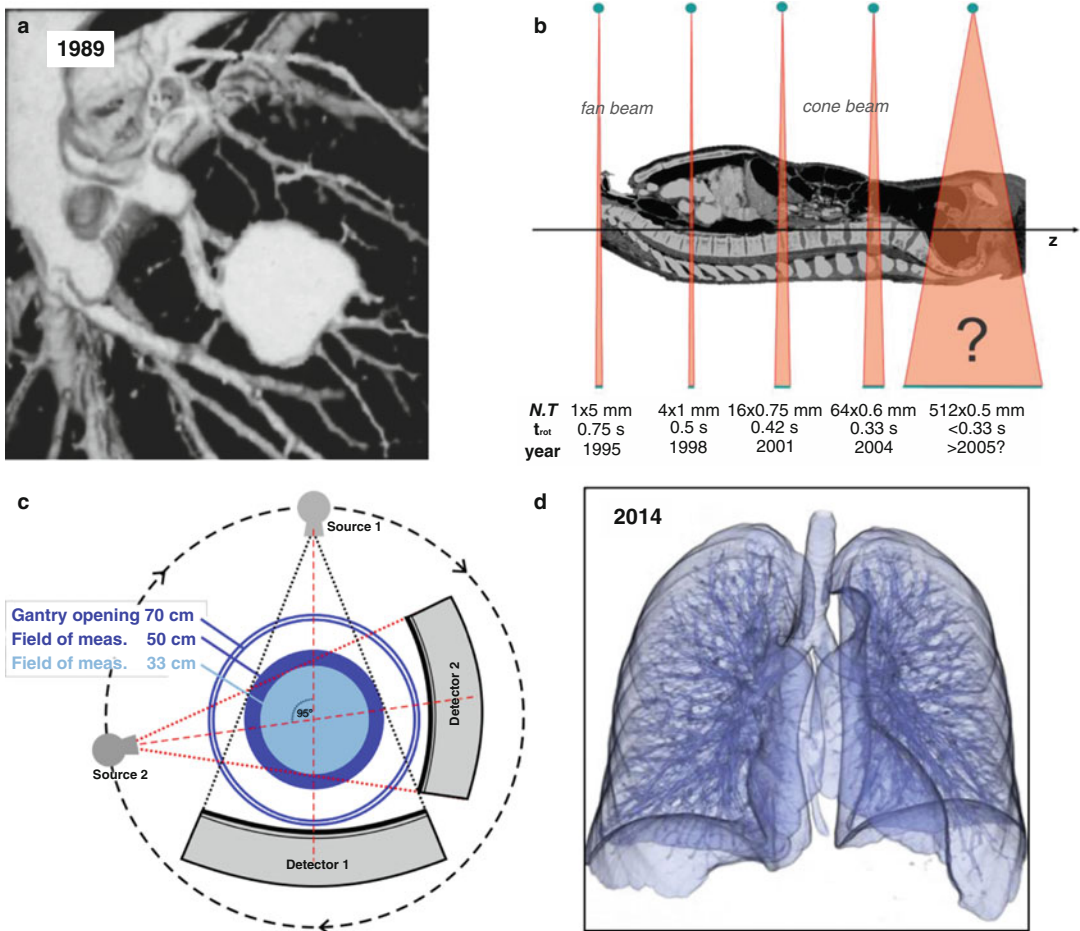 a
1989
b
fan beam
cone beam
z
?
N.T 1x5 mm 4x1 mm 16x0.75 mm 64x0.6 mm 512x0.5 mm
trot 0.75 s 0.5 s 0.42 s 0.33 s <0.33 s
year 1995 1998 2001 2004 >2005?
c
Source 1
Gantry opening 70 cm
Field of meas. 50 cm
Field of meas. 33 cm
95°
Detector 2
Source 2
Detector 1
d
2014